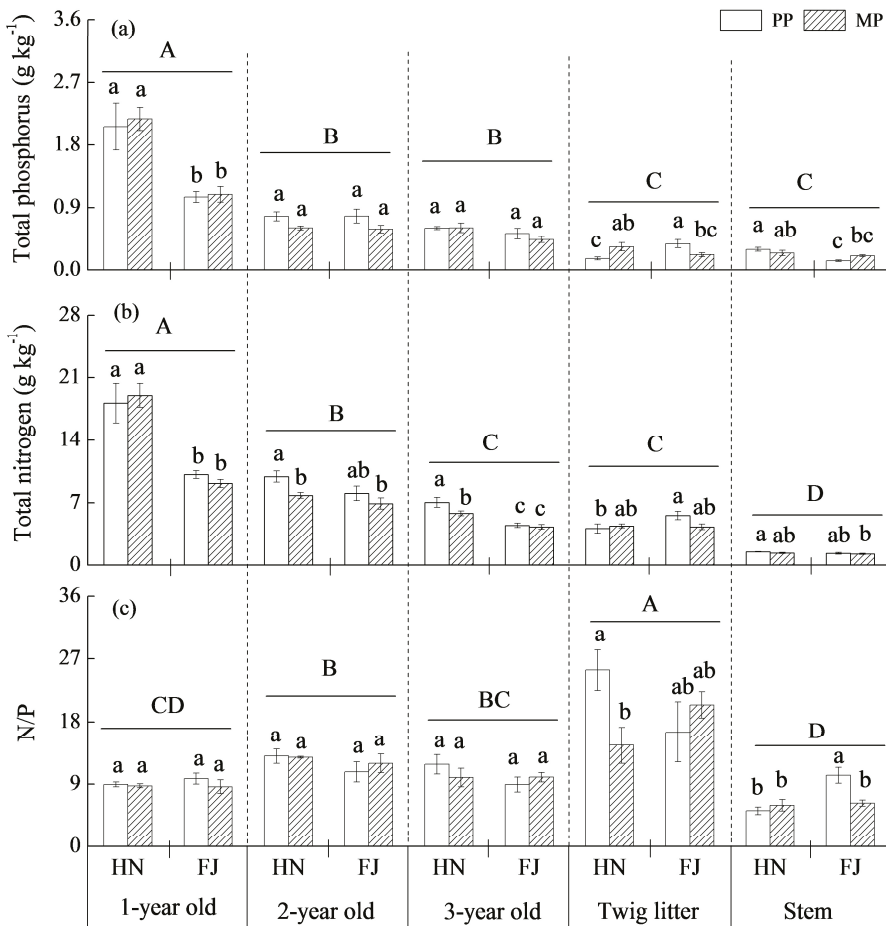 PP MP
(a)
Total phosphorus (g kg⁻¹)
3.6
2.7
1.8
0.9
0.0
A B B C C
a a b b a a a a a a a a c ab a bc a ab c bc
(b)
Total nitrogen (g kg⁻¹)
28
21
14
7
0
A B C C D
a a b b a b ab b a b c c b ab a ab a ab ab b
(c)
N/P
36
27
18
9
0
CD B BC A D
a a a a a a a a a a a a a b ab ab b b a b
HN FJ HN FJ HN FJ HN FJ HN FJ
1-year old 2-year old 3-year old Twig litter Stem